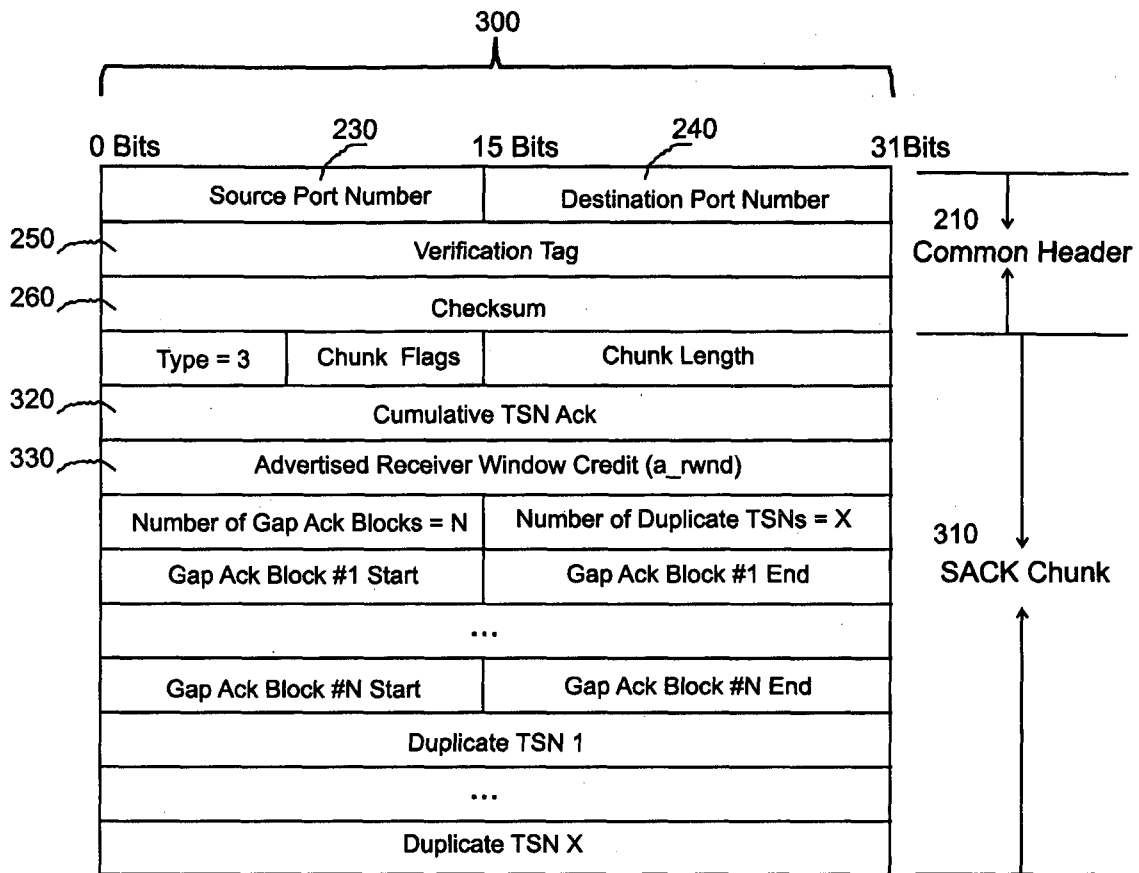 300
230
240
0 Bits
15 Bits
31Bits
Source Port Number
Destination Port Number
210
Common Header
250
Verification Tag
260
Checksum
Type = 3
Chunk Flags
Chunk Length
320
Cumulative TSN Ack
330
Advertised Receiver Window Credit (a_rwnd)
Number of Gap Ack Blocks = N
Number of Duplicate TSNs = X
310
SACK Chunk
Gap Ack Block #1 Start
Gap Ack Block #1 End
...
Gap Ack Block #N Start
Gap Ack Block #N End
Duplicate TSN 1
...
Duplicate TSN X